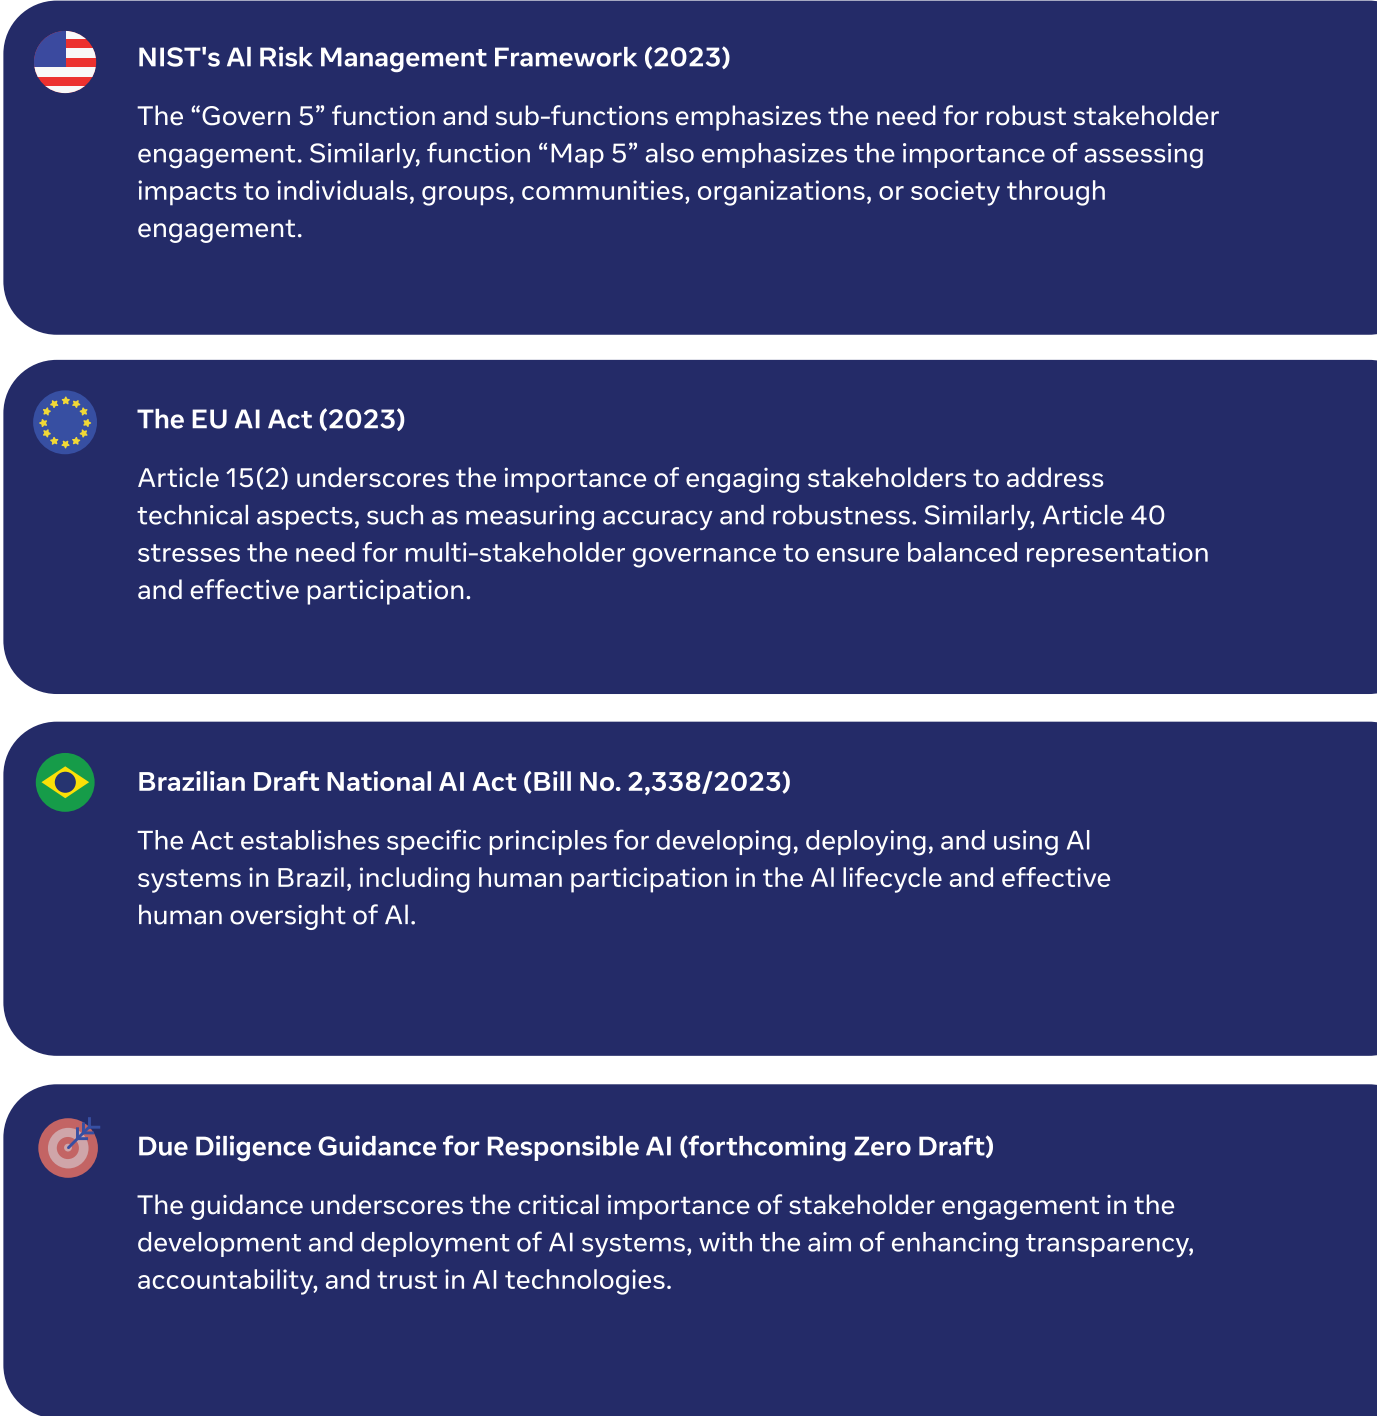 NIST's AI Risk Management Framework (2023)
The “Govern 5” function and sub-functions emphasizes the need for robust stakeholder
engagement. Similarly, function “Map 5” also emphasizes the importance of assessing
impacts to individuals, groups, communities, organizations, or society through
engagement.
The EU AI Act (2023)
Article 15(2) underscores the importance of engaging stakeholders to address
technical aspects, such as measuring accuracy and robustness. Similarly, Article 40
stresses the need for multi-stakeholder governance to ensure balanced representation
and effective participation.
Brazilian Draft National AI Act (Bill No. 2,338/2023)
The Act establishes specific principles for developing, deploying, and using AI
systems in Brazil, including human participation in the AI lifecycle and effective
human oversight of AI.
Due Diligence Guidance for Responsible AI (forthcoming Zero Draft)
The guidance underscores the critical importance of stakeholder engagement in the
development and deployment of AI systems, with the aim of enhancing transparency,
accountability, and trust in AI technologies.